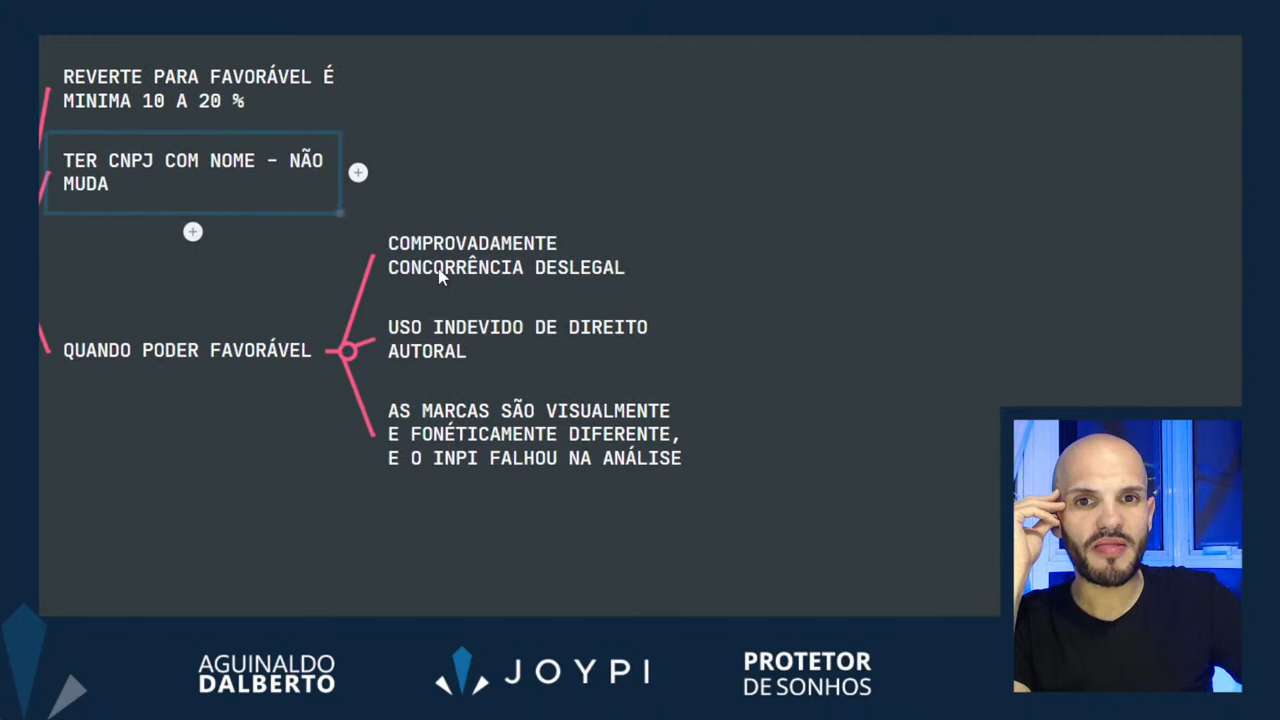 REVERTE PARA FAVORÁVEL É
MINIMA 10 A 20 %
TER CNPJ COM NOME - NÃO
MUDA
COMPROVADAMENTE
CONCORRÊNCIA DESLEGAL
USO INDEVIDO DE DIREITO
AUTORAL
QUANDO PODER FAVORÁVEL
AS MARCAS SÃO VISUALMENTE
E FONÉTICAMENTE DIFERENTE,
E O INPI FALHOU NA ANÁLISE
AGUINALDO
DALBERTO
JOYPI
PROTETOR
DE SONHOS